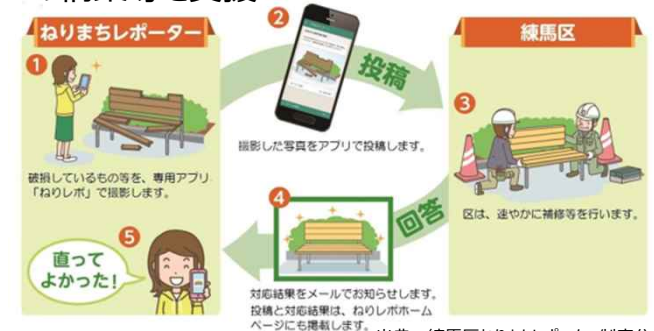 ねりまちレポーター
1
破損しているもの等を、専用アプリ
「ねりレポ」で撮影します。
2
投稿
撮影した写真をアプリで投稿します。
練馬区
3
区は、速やかに補修等を行います。
4
回答
対応結果をメールでお知らせします。
投稿と対応結果は、ねりレポホーム
ページにも掲載します。
5
直って
よかった！